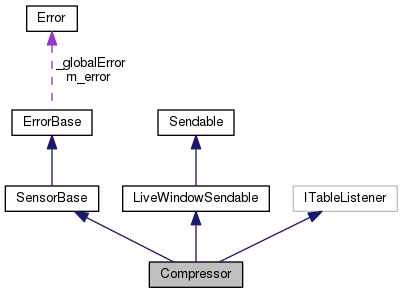 Error
_globalError
m_error
ErrorBase
Sendable
SensorBase
LiveWindowSendable
ITableListener
Compressor